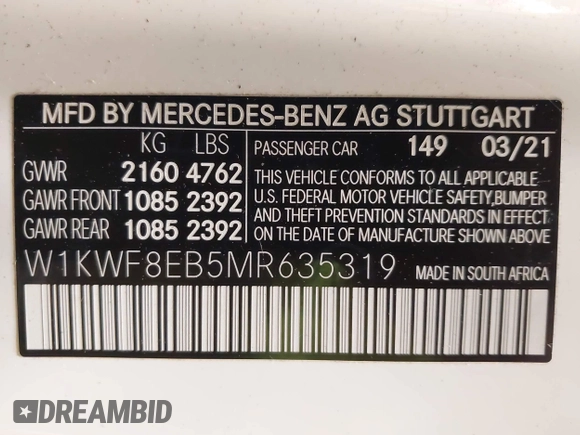 MFD BY MERCEDES-BENZ AG STUTTGART
KG LBS
GWR 2160 4762
GAWR FRONT 1085 2392
GAWR REAR 1085 2392
PASSENGER CAR 149 03/21
THIS VEHICLE CONFORMS TO ALL APPLICABLE
U.S. FEDERAL MOTOR VEHICLE SAFETY,BUMPER
AND THEFT PREVENTION STANDARDS IN EFFECT
ON THE DATE OF MANUFACTURE SHOWN ABOVE.
W1KWF8EB5MR635319 MADE IN SOUTH AFRICA
DREAMBID